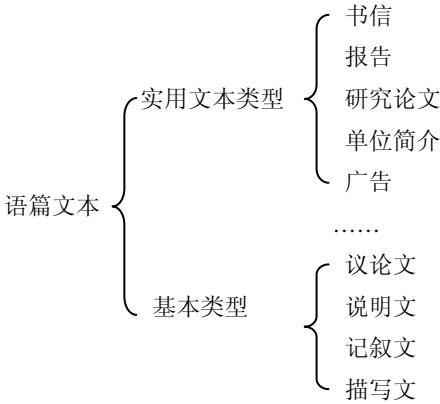 语篇文本
实用文本类型
书信
报告
研究论文
单位简介
广告
……
基本类型
议论文
说明文
记叙文
描写文